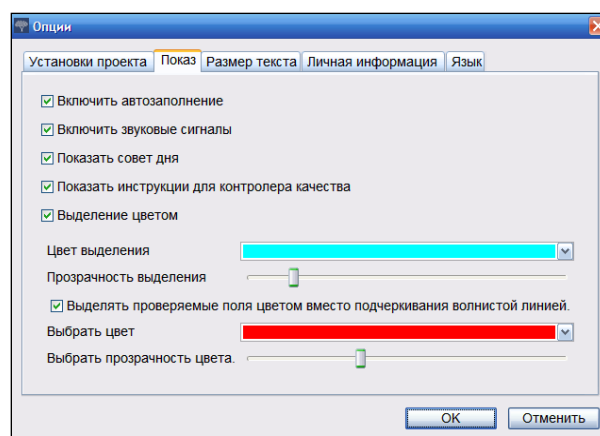 Опции
Установки проекта Показ Размер текста Личная информация Язык
Включить автозаполнение
Включить звуковые сигналы
Показать совет дня
Показать инструкции для контролера качества
Выделение цветом
Цвет выделения
Прозрачность выделения
Выделять проверяемые поля цветом вместо подчеркивания волнистой линией.
Выбрать цвет
Выбрать прозрачность цвета.
OK Отменить